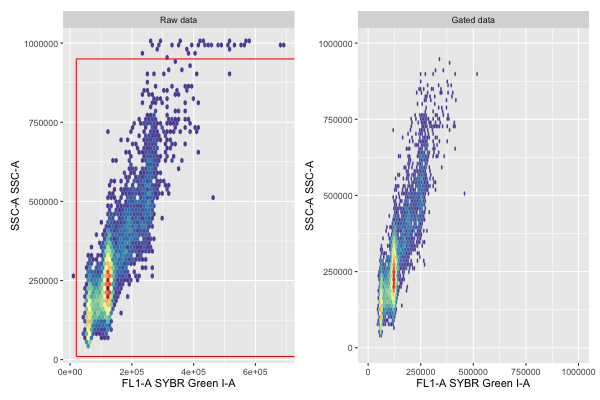 Raw data
Gated data
1000000
750000
500000
250000
0
SSC-A SSC-A
0e+00
2e+05
4e+05
6e+05
FL1-A SYBR Green I-A
1000000
750000
500000
250000
0
SSC-A SSC-A
0
250000
500000
750000
1000000
FL1-A SYBR Green I-A